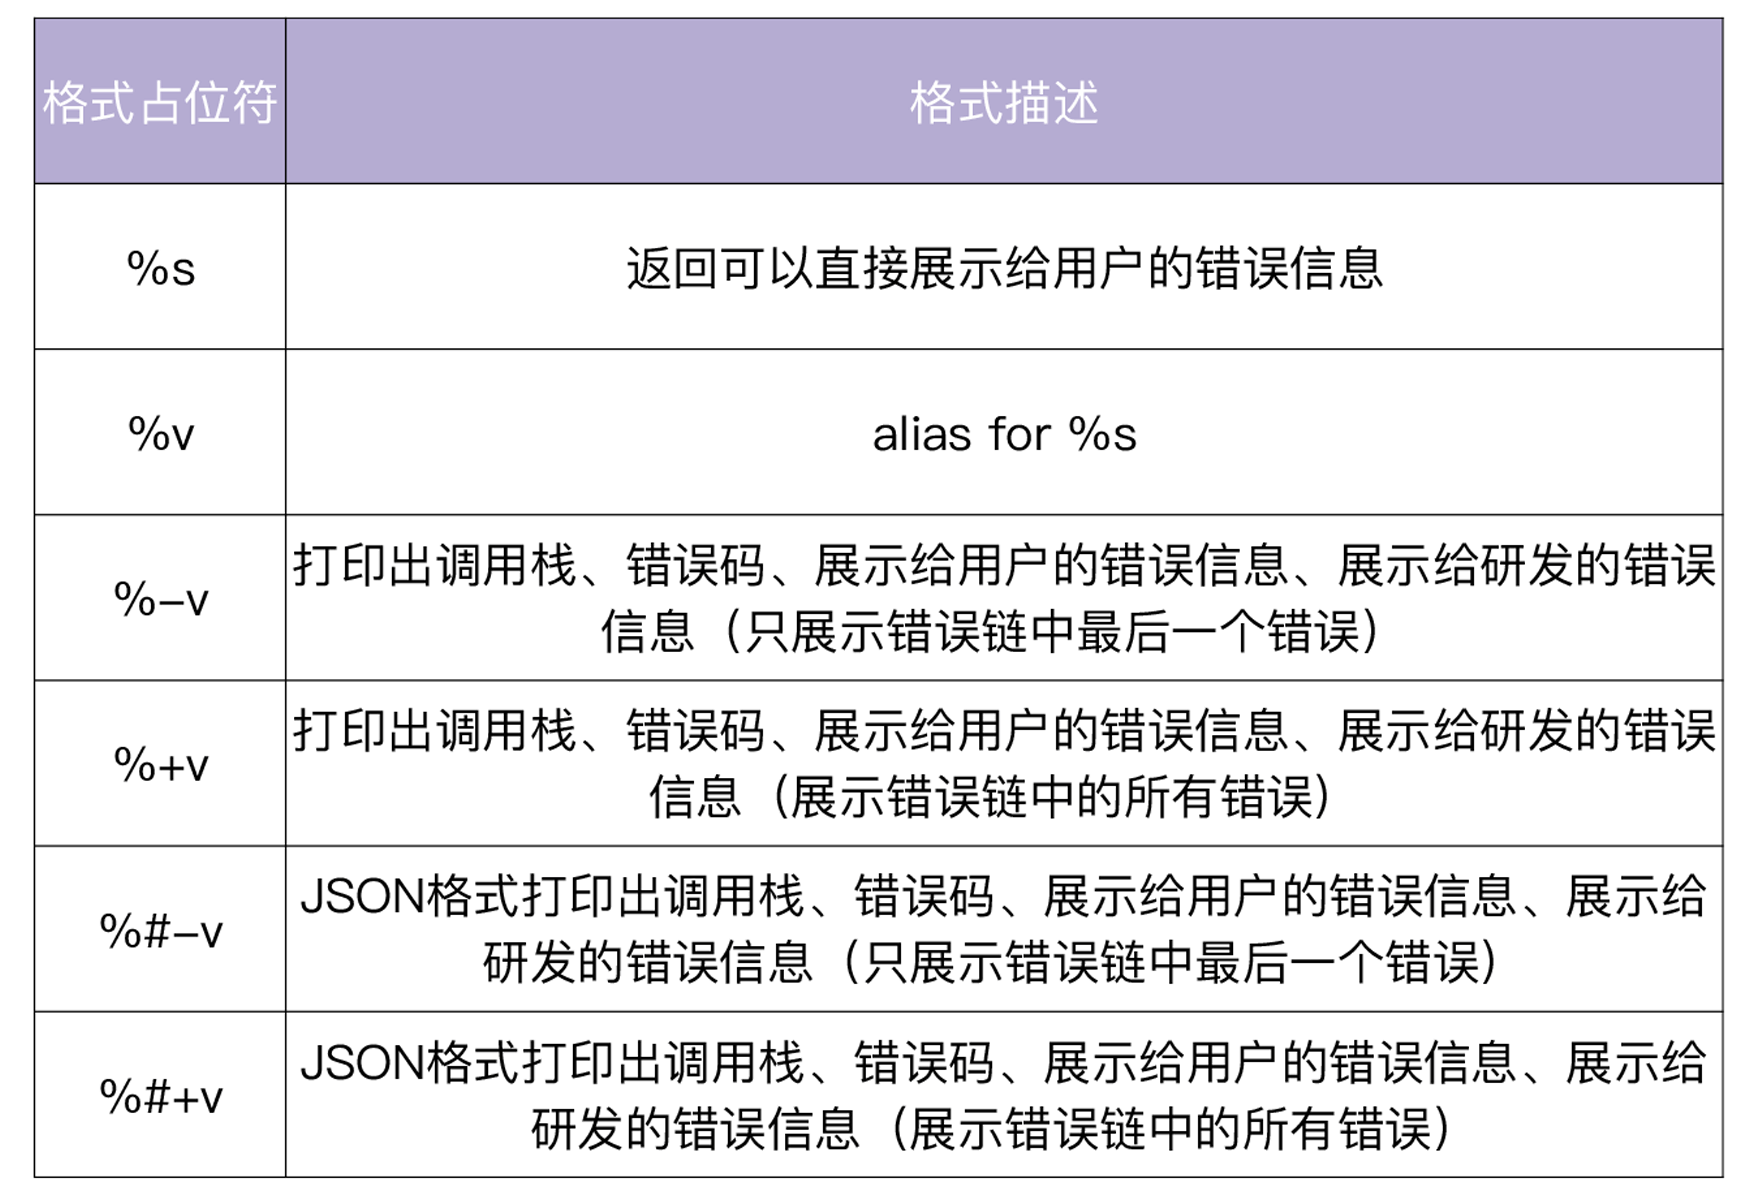 格式占位符
格式描述
%s
返回可以直接展示给用户的错误信息
%v
alias for %s
%–v
打印出调用栈、错误码、展示给用户的错误信息、展示给研发的错误
信息（只展示错误链中最后一个错误）
%+v
打印出调用栈、错误码、展示给用户的错误信息、展示给研发的错误
信息（展示错误链中的所有错误）
%#–v
JSON格式打印出调用栈、错误码、展示给用户的错误信息、展示给
研发的错误信息（只展示错误链中最后一个错误）
%#+v
JSON格式打印出调用栈、错误码、展示给用户的错误信息、展示给
研发的错误信息（展示错误链中的所有错误）